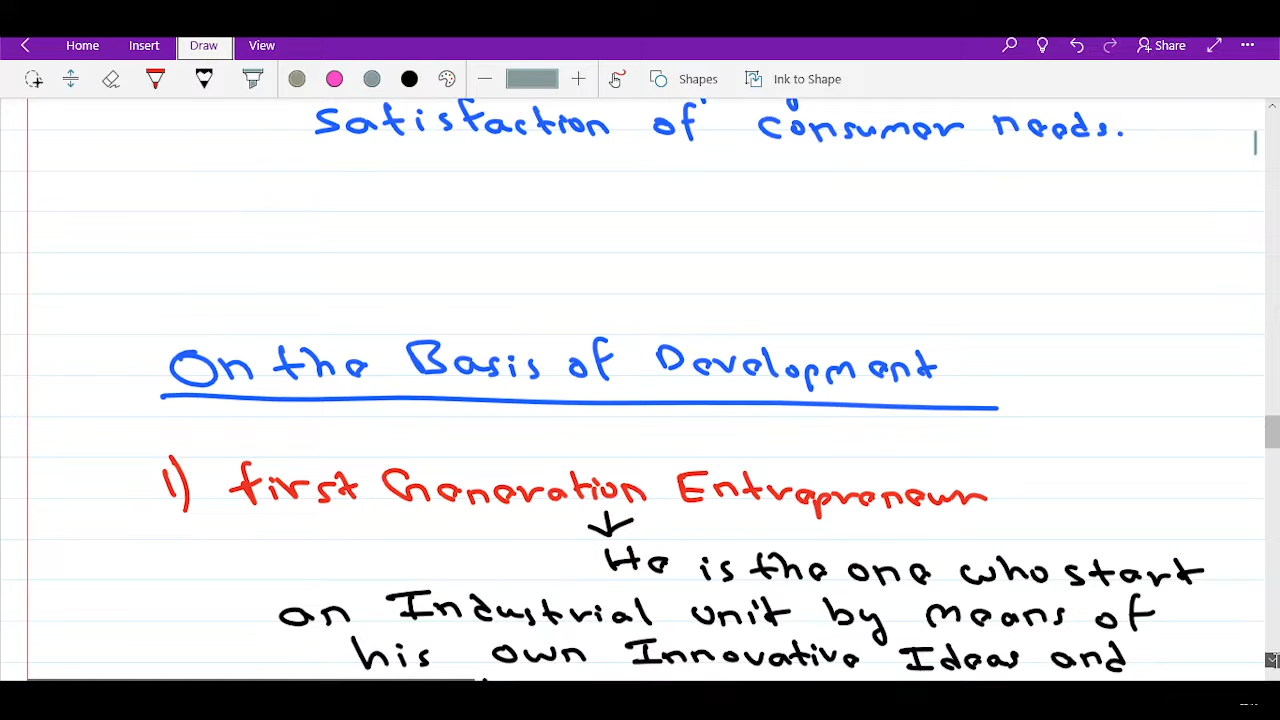 Home Insert Draw View Share
Shapes Ink to Shape
Satisfaction of consumer needs.
On the Basis of Development
1) first Generation Entrepreneur
He is the one who start
an Industrial unit by means of
his own Innovative Ideas and